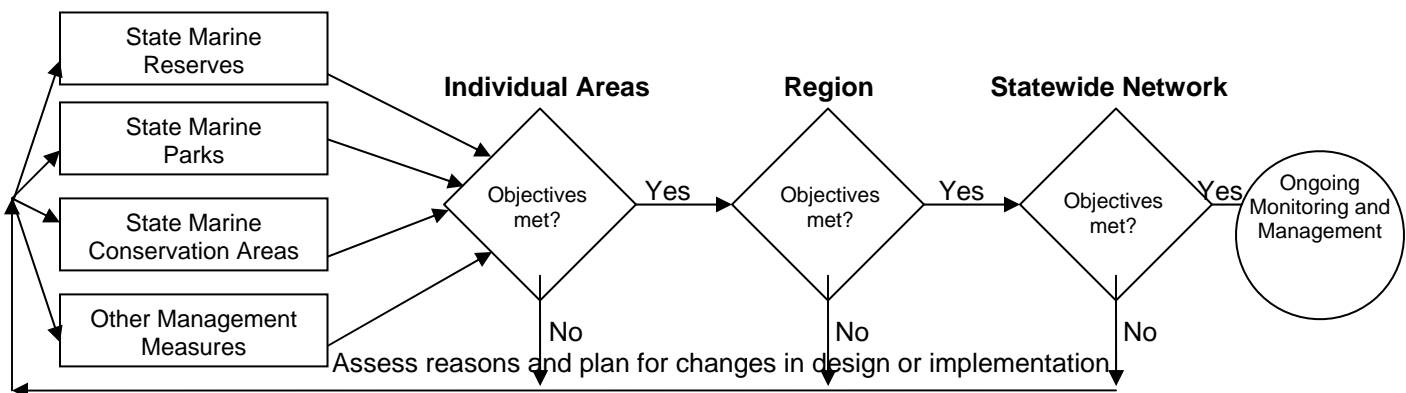 State Marine
Reserves
State Marine
Parks
State Marine
Conservation Areas
Other Management
Measures
Individual Areas
Objectives
met?
Yes
No
Region
Objectives
met?
Yes
No
Statewide Network
Objectives
met?
Yes
No
Ongoing
Monitoring and
Management
Assess reasons and plan for changes in design or implementation